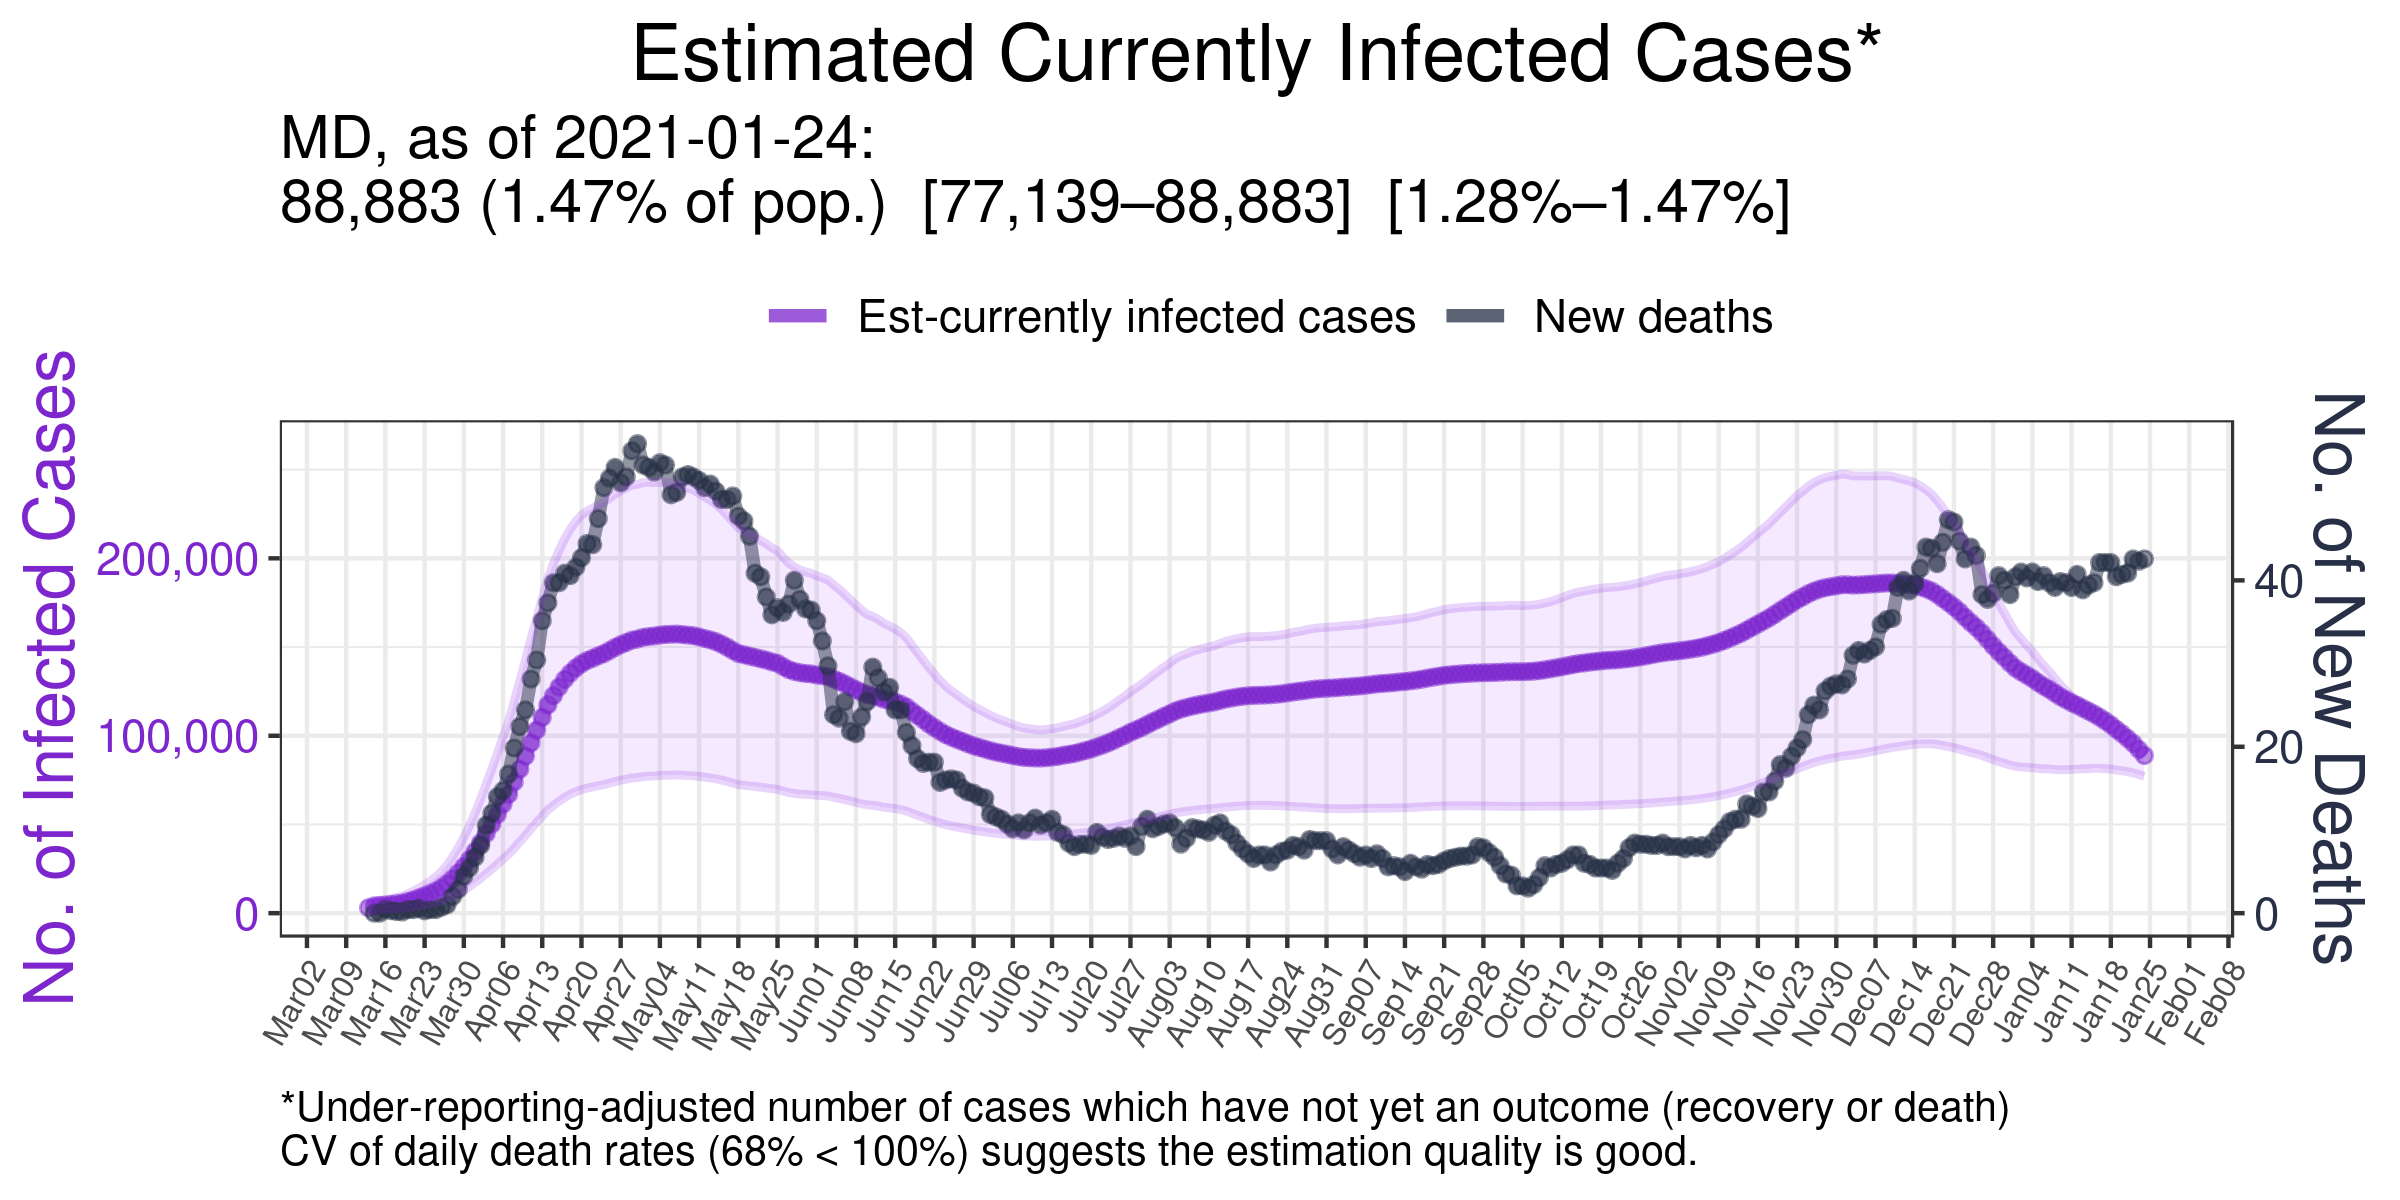 Estimated Currently Infected Cases*
MD, as of 2021-01-24:
88,883 (1.47% of pop.) [77,139–88,883] [1.28%–1.47%]
Est-currently infected cases New deaths
No. of Infected Cases
200,000
100,000
0
No. of New Deaths
40
20
0
Mar02 Mar09 Mar16 Mar23 Mar30 Apr06 Apr13 Apr20 Apr27 May04 May11 May18 May25 Jun01 Jun08 Jun15 Jun22 Jun29 Jul06 Jul13 Jul20 Jul27 Aug03 Aug10 Aug17 Aug24 Aug31 Sep07 Sep14 Sep21 Sep28 Oct05 Oct12 Oct19 Oct26 Nov02 Nov09 Nov16 Nov23 Nov30 Dec07 Dec14 Dec21 Dec28 Jan04 Jan11 Jan18 Jan25 Feb01 Feb08
*Under-reporting-adjusted number of cases which have not yet an outcome (recovery or death)
CV of daily death rates (68% < 100%) suggests the estimation quality is good.